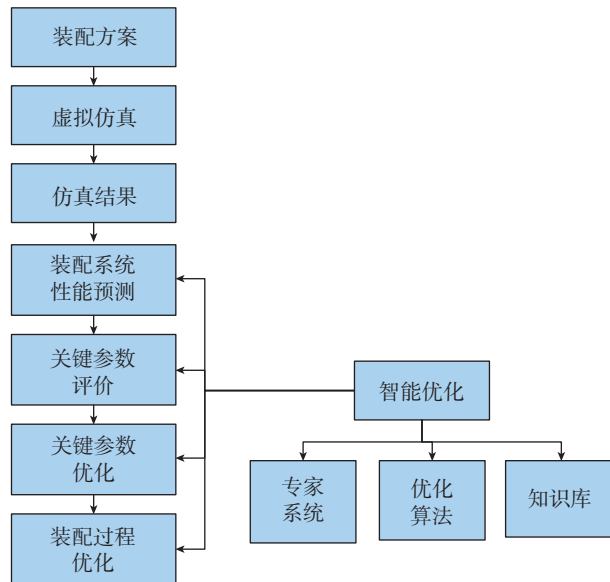 装配方案
虚拟仿真
仿真结果
装配系统
性能预测
关键参数
评价
智能优化
关键参数
优化
专家
系统
优化
算法
知识库
装配过程
优化